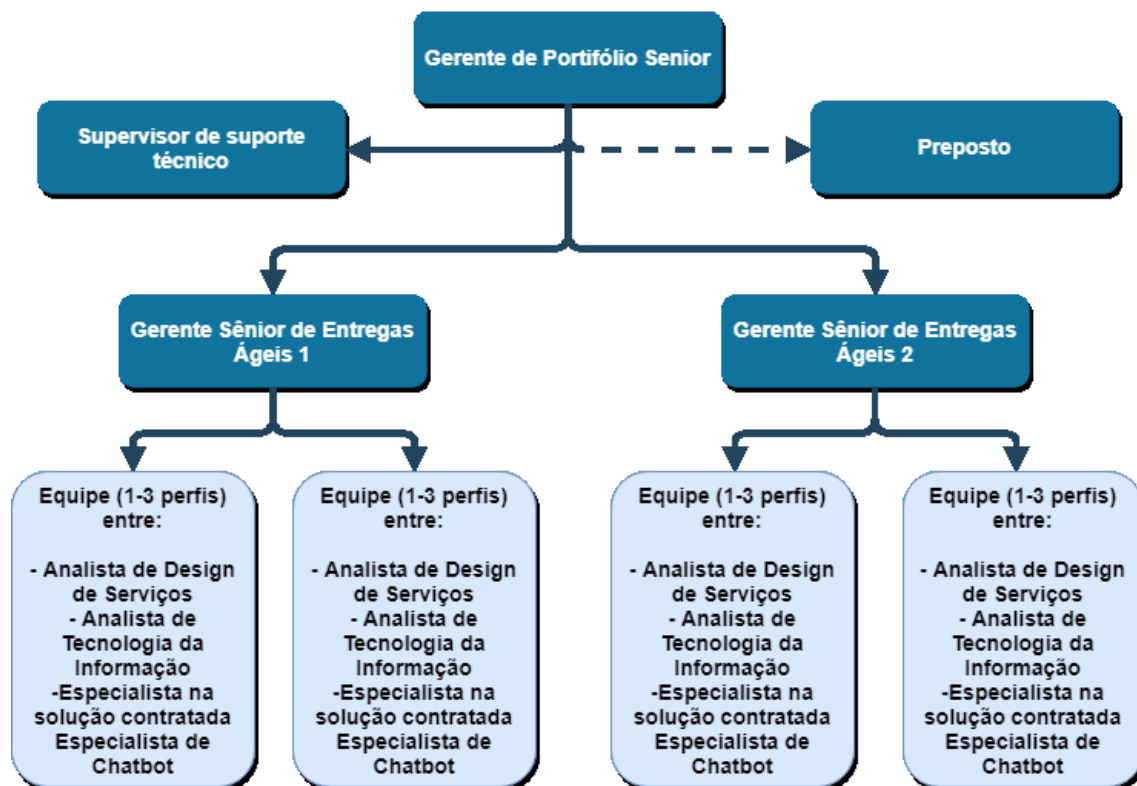 Gerente de Portifólio Senior
Supervisor de suporte
técnico
Preposto
Gerente Sênior de Entregas
Ágeis 1
Gerente Sênior de Entregas
Ágeis 2
Equipe (1-3 perfis)
entre:
- Analista de Design
de Serviços
- Analista de
Tecnologia da
Informação
-Especialista na
solução contratada
Especialista de
Chatbot
Equipe (1-3 perfis)
entre:
- Analista de Design
de Serviços
- Analista de
Tecnologia da
Informação
-Especialista na
solução contratada
Especialista de
Chatbot
Equipe (1-3 perfis)
entre:
- Analista de Design
de Serviços
- Analista de
Tecnologia da
Informação
-Especialista na
solução contratada
Especialista de
Chatbot
Equipe (1-3 perfis)
entre:
- Analista de Design
de Serviços
- Analista de
Tecnologia da
Informação
-Especialista na
solução contratada
Especialista de
Chatbot